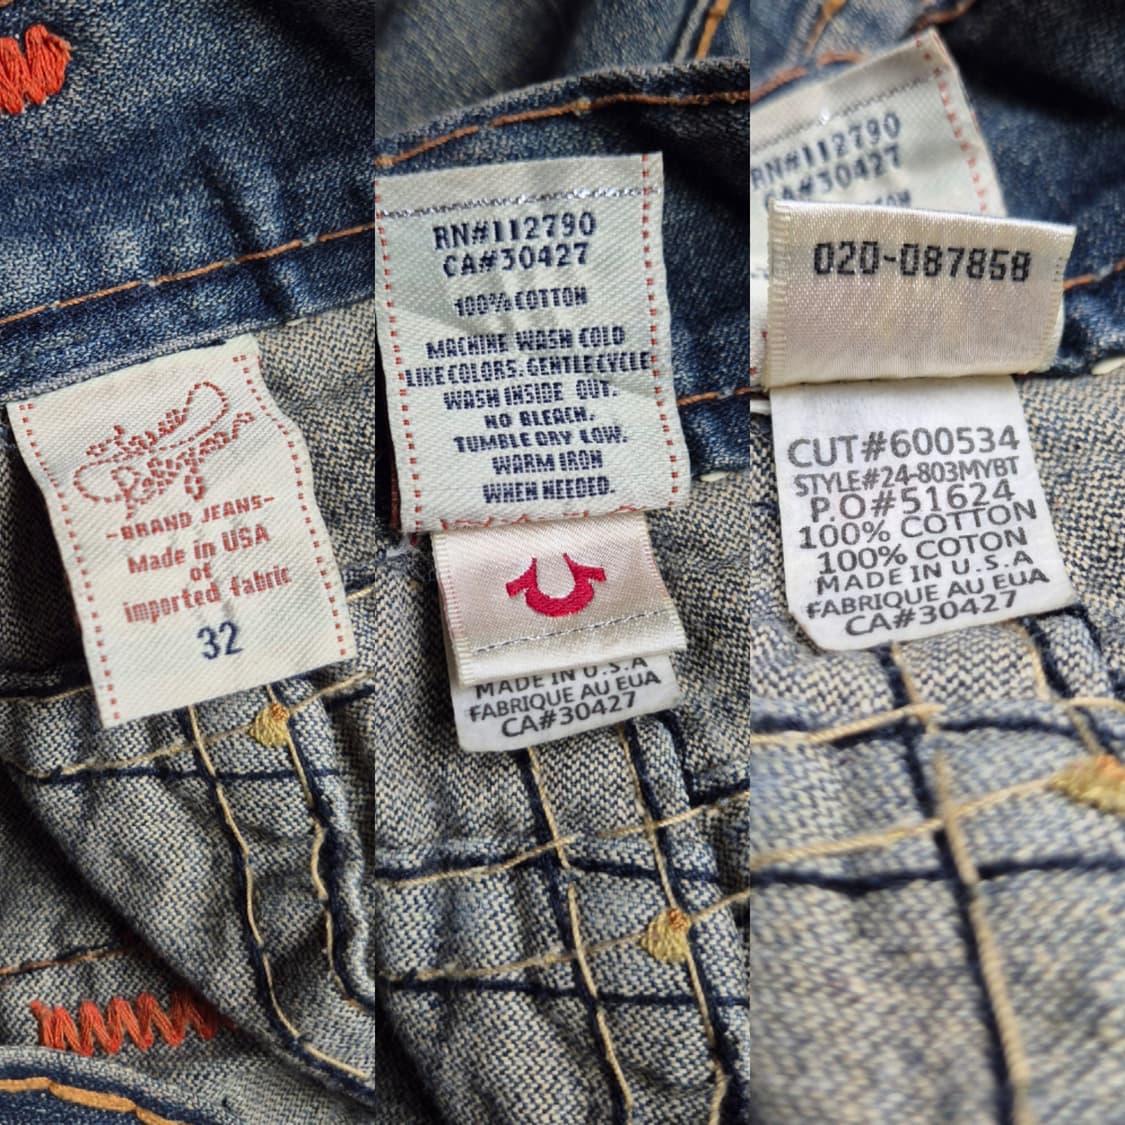 True Religion
-BRAND JEANS-
Made in USA
of
imported fabric
32
RN#112790
CA#30427
100% COTTON
MACHINE WASH COLD
LIKE COLORS. GENTLE CYCLE
WASH INSIDE OUT.
NO BLEACH.
TUMBLE DRY LOW.
WARM IRON
WHEN NEEDED.
MADE IN U.S.A
FABRIQUE AU EUA
CA#30427
RN#112790
CA#30427
020-087858
CUT#600534
STYLE#24-803MYBT
P.O#51624
100% COTTON
100% COTON
MADE IN U.S.A
FABRIQUE AU EUA
CA#30427